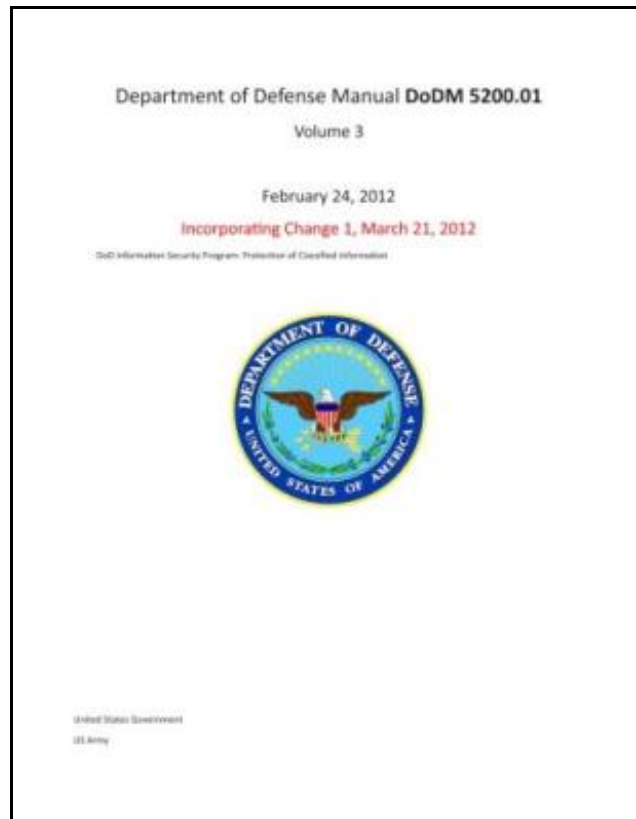 Department of Defense Manual DoDM 5200.01
Volume 3
February 24, 2012
Incorporating Change 1, March 21, 2012
DoD Information Security Program: Protection of Classified Information
DEPARTMENT OF DEFENSE
UNITED STATES OF AMERICA
United States Government
US Army